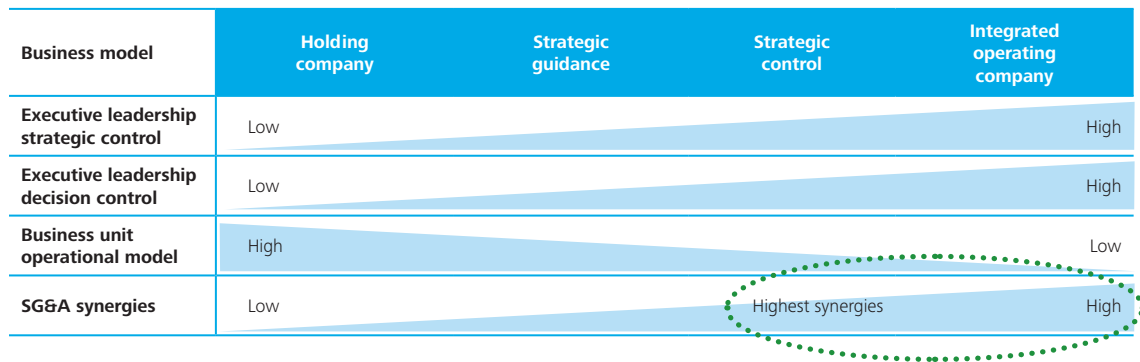 Business model
Holding
company
Strategic
guidance
Strategic
control
Integrated
operating
company
Executive leadership
strategic control
Low
High
Executive leadership
decision control
Low
High
Business unit
operational model
High
Low
SG&A synergies
Low
Highest synergies
High